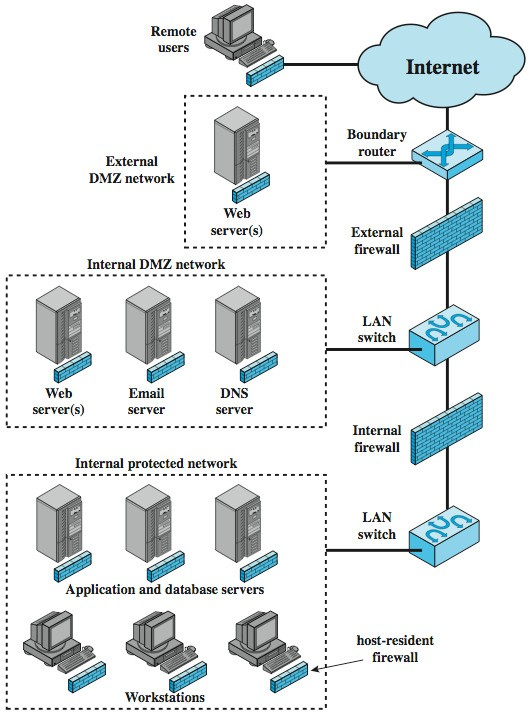 Remote
users
Internet
Boundary
router
External
DMZ network
Web
server(s)
External
firewall
Internal DMZ network
LAN
switch
Web
server(s)
Email
server
DNS
server
Internal
firewall
Internal protected network
LAN
switch
Application and database servers
host-resident
firewall
Workstations